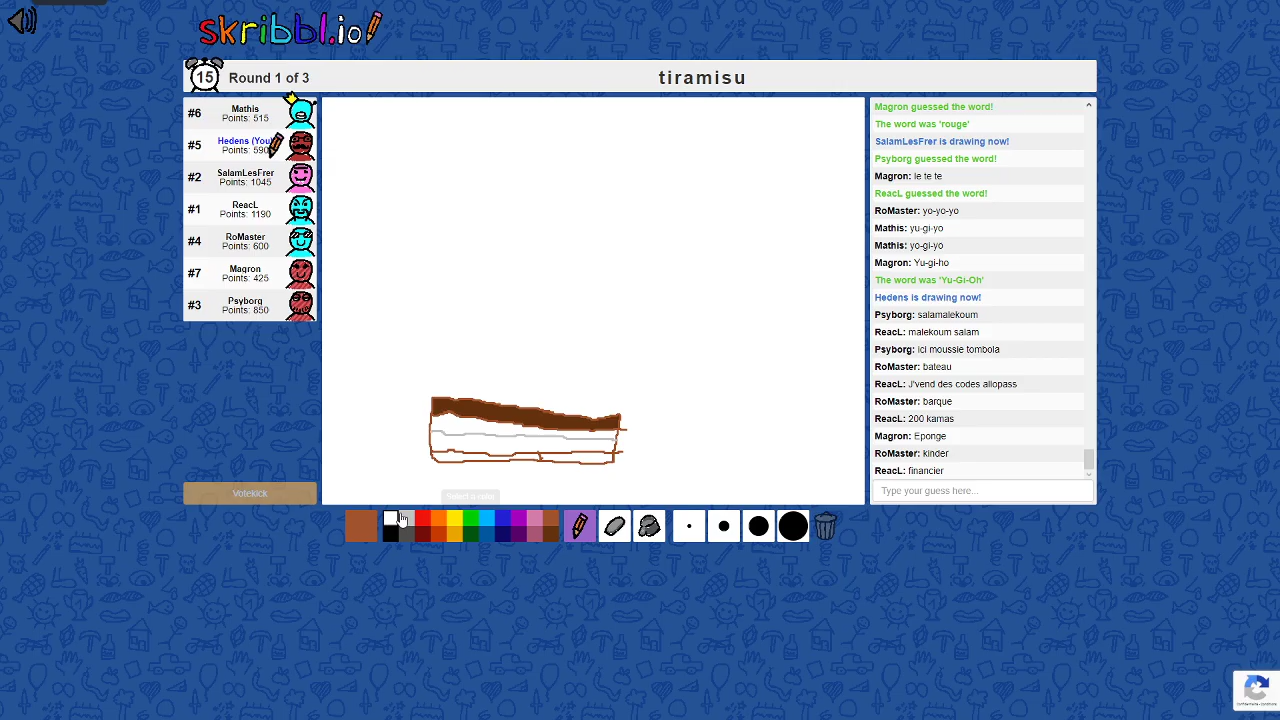 skribbl.io
15
Round 1 of 3
tiramisu
#6
Mathis
Points: 515
#5
Hedens (You)
Points: 590
#2
SalamLesFrer
Points: 1045
#1
ReacL
Points: 1190
#4
RoMaster
Points: 600
#7
Magron
Points: 425
#3
Psyborg
Points: 850
Votekick
Magron guessed the word!
The word was 'rouge'
SalamLesFrer is drawing now!
Psyborg guessed the word!
Magron: le te te
ReacL guessed the word!
RoMaster: yo-yo-yo
Mathis: yu-gi-yo
Mathis: yo-gi-yo
Magron: Yu-gi-ho
The word was 'Yu-Gi-Oh'
Hedens is drawing now!
Psyborg: salamalekoum
ReacL: malekoum salam
Psyborg: ici moussie tombola
RoMaster: bateau
ReacL: J'vend des codes allopass
RoMaster: barque
ReacL: 200 kamas
Magron: Eponge
RoMaster: kinder
ReacL: financier
Type your guess here...
Select a color